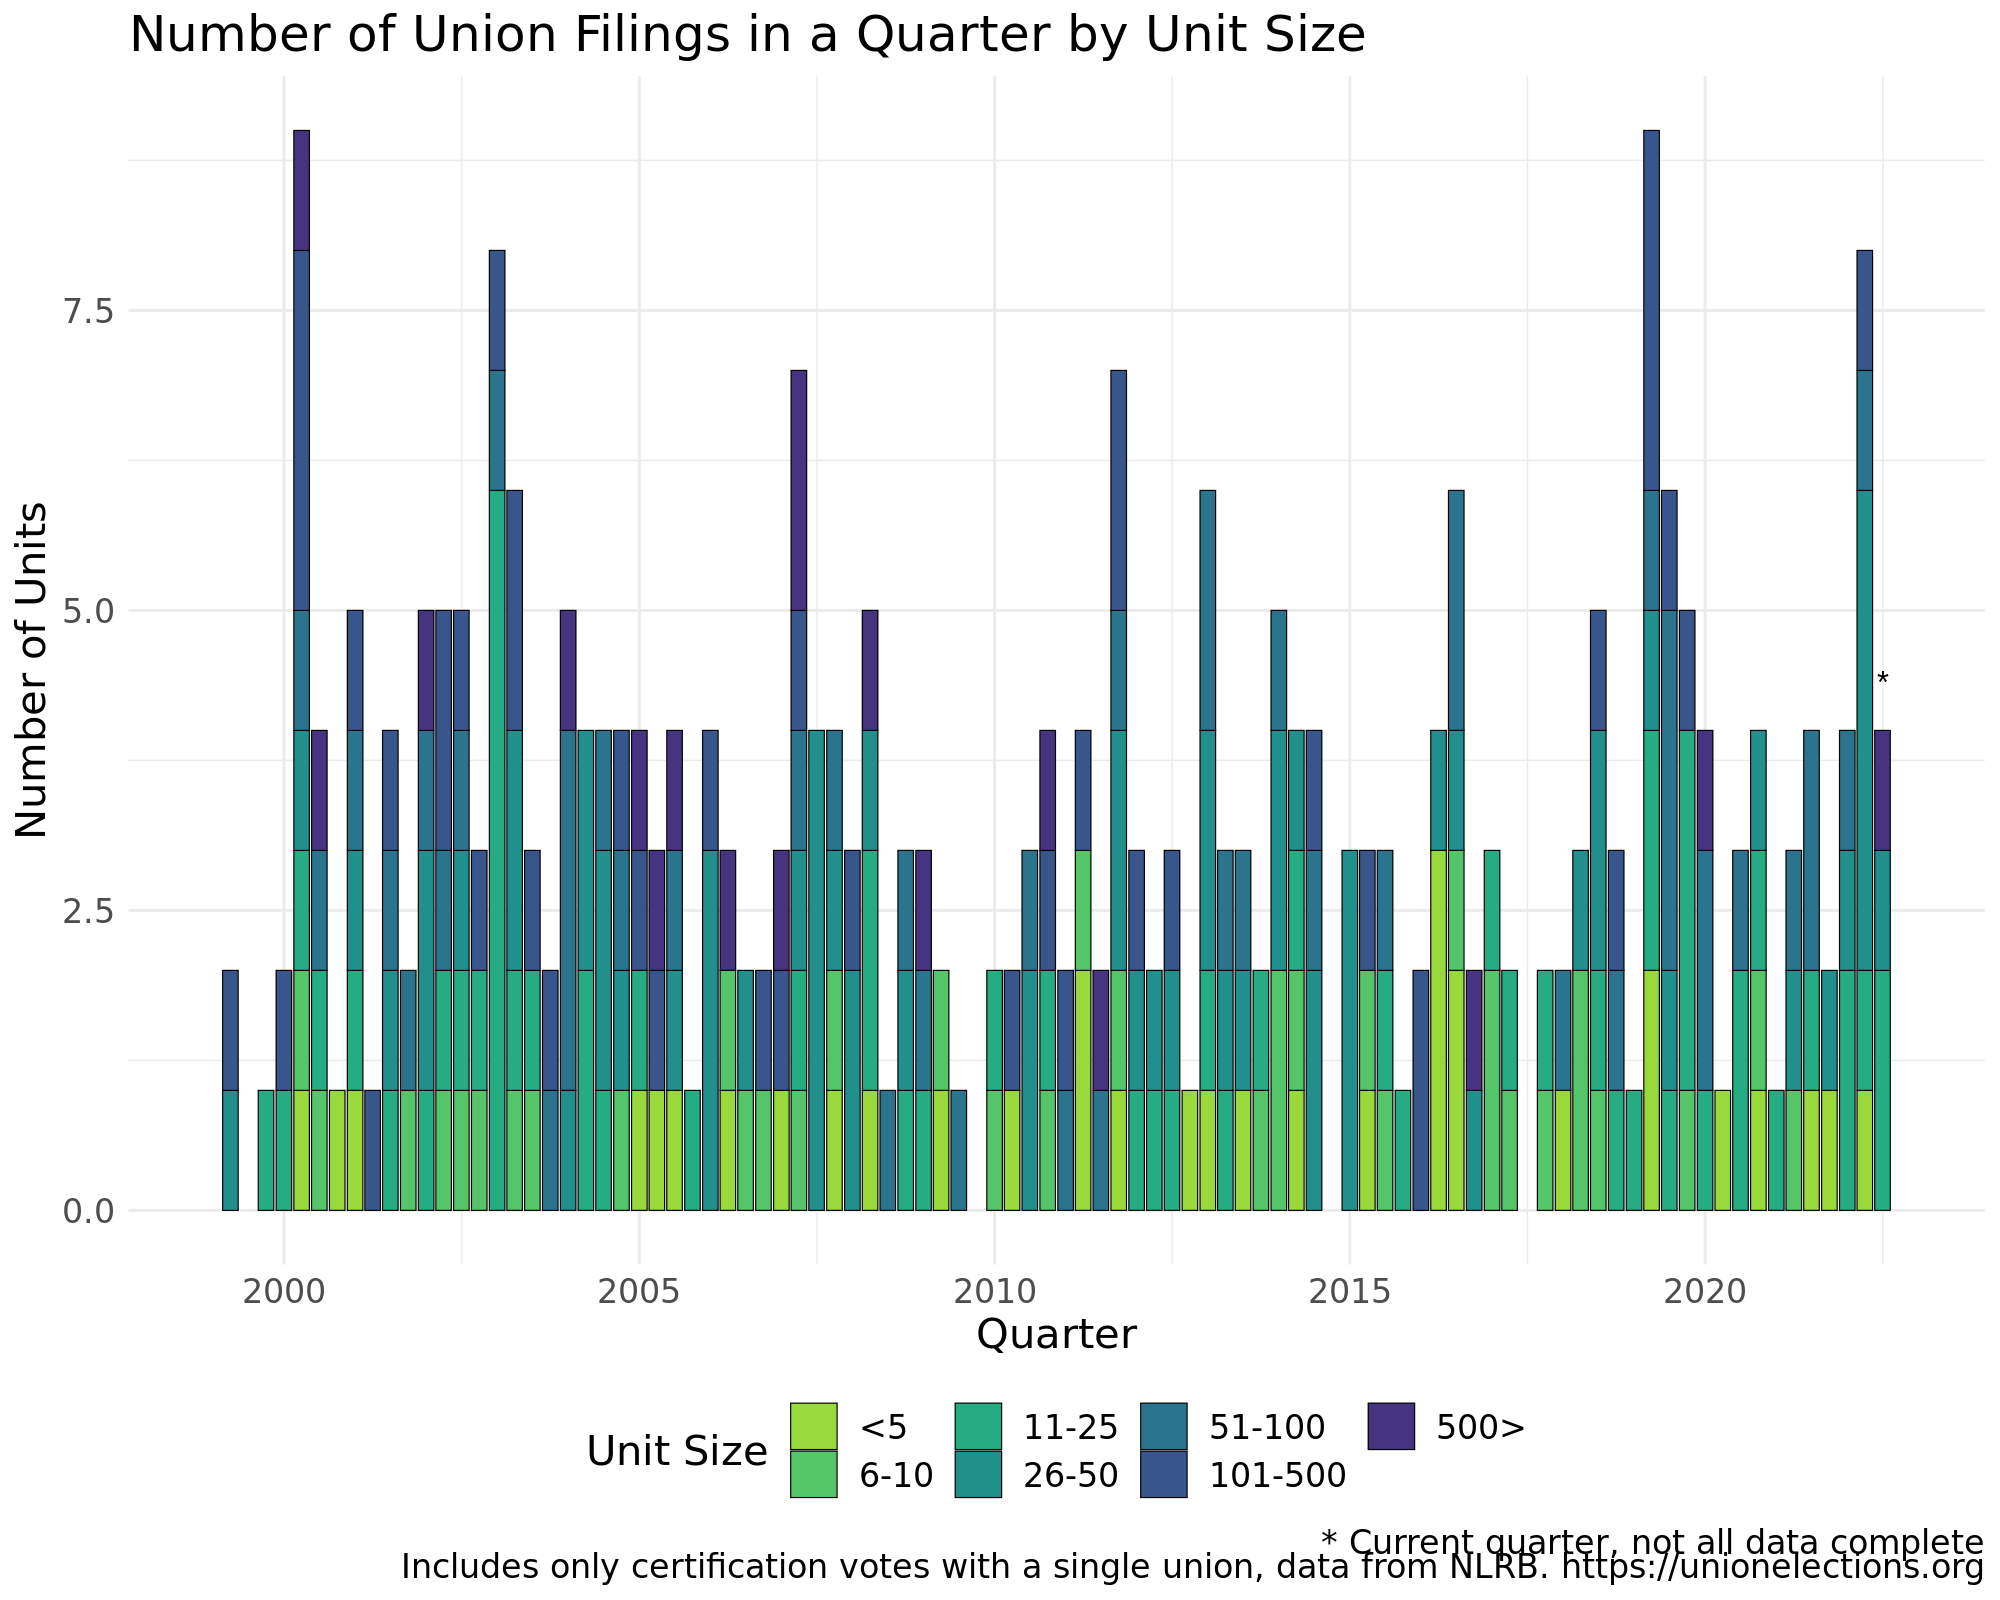 Number of Union Filings in a Quarter by Unit Size
Number of Units
7.5
5.0
2.5
0.0
*
2000 2005 2010 2015 2020
Quarter
Unit Size
<5 11-25 51-100 500>
6-10 26-50 101-500
* Current quarter, not all data complete
Includes only certification votes with a single union, data from NLRB. https://unionelections.org